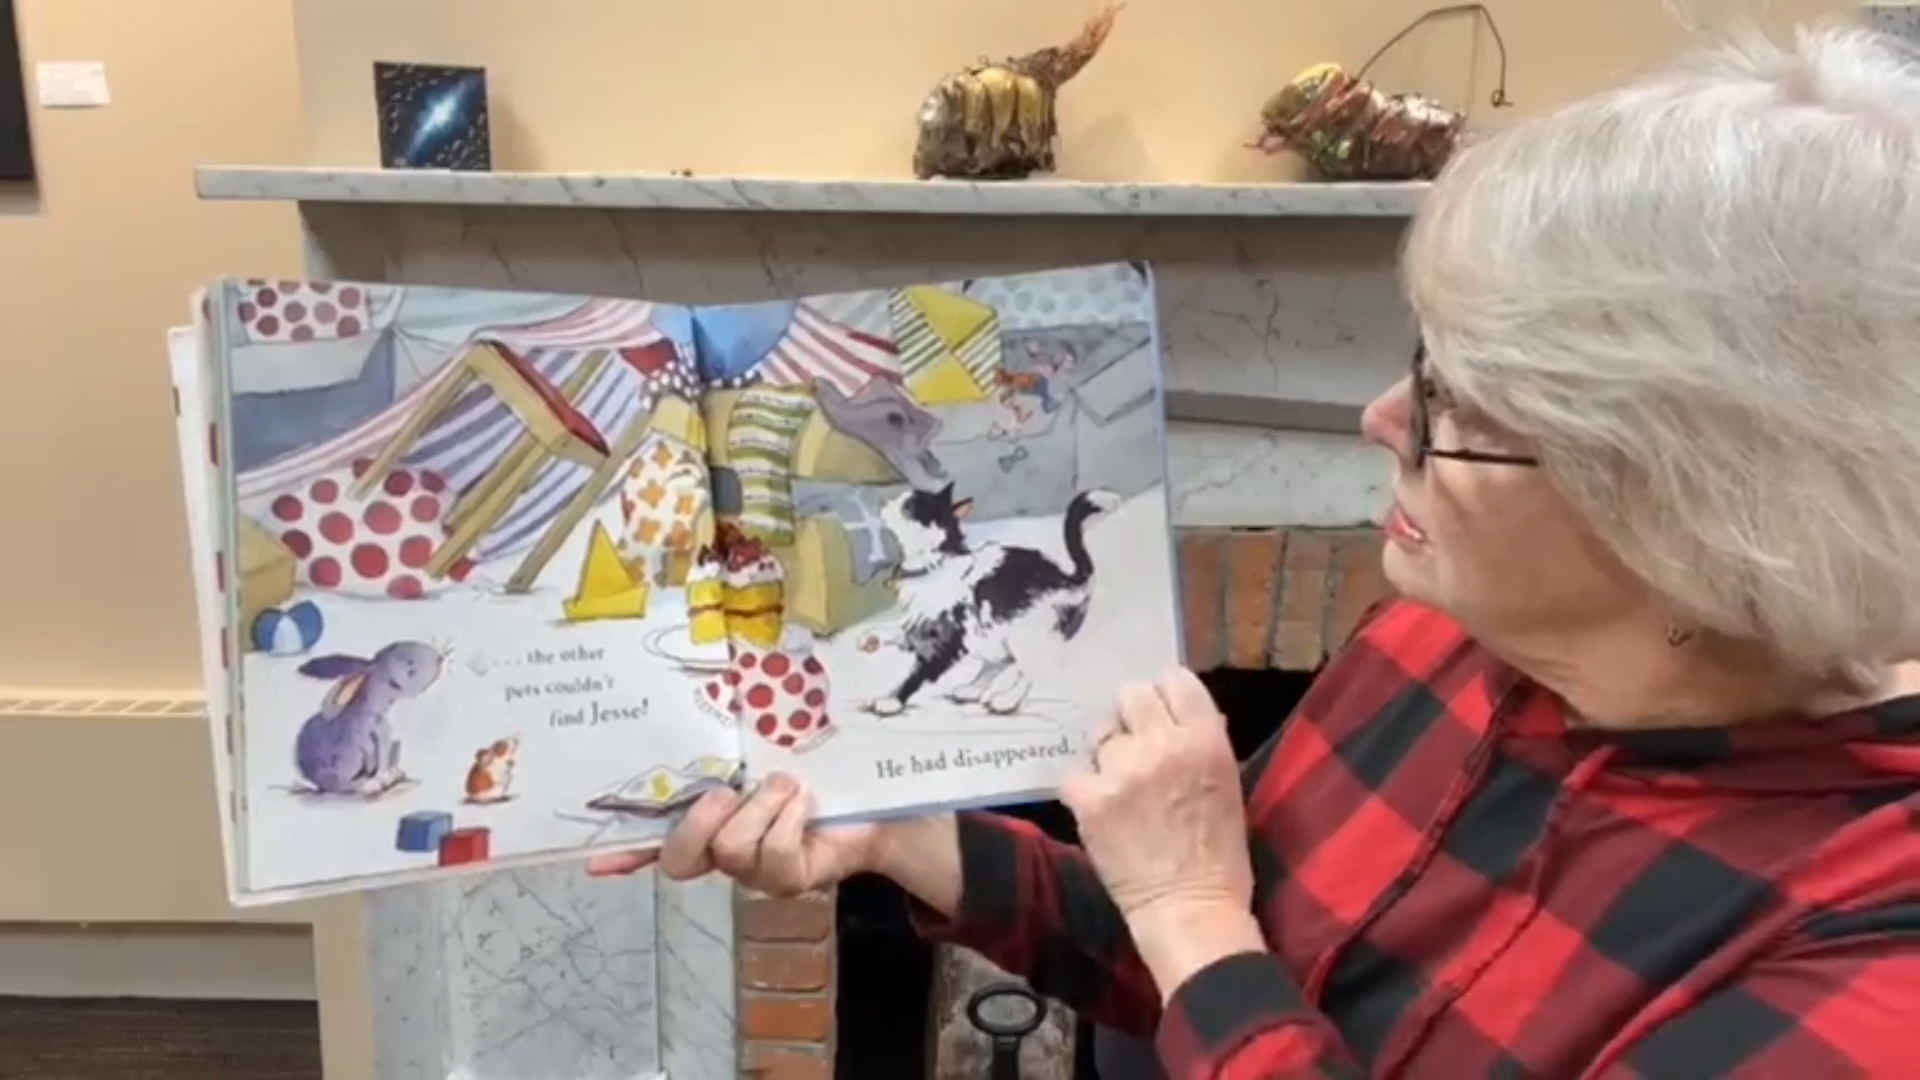 ... the other
pets couldn't
find Jesse!
He had disappeared.